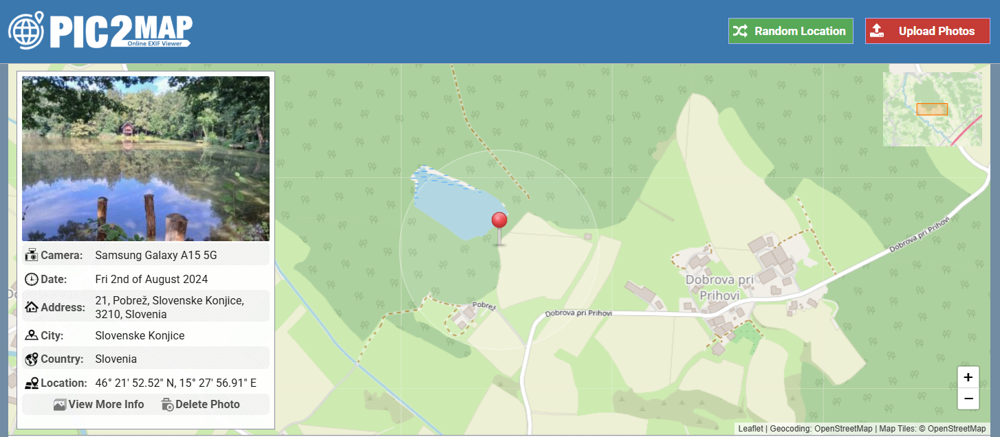 PIC2MAP
Online EXIF Viewer
Random Location
Upload Photos
Camera: Samsung Galaxy A15 5G
Date: Fri 2nd of August 2024
Address: 21, Pobrež, Slovenske Konjice,
3210, Slovenia
City: Slovenske Konjice
Country: Slovenia
Location: 46° 21' 52.52" N, 15° 27' 56.91" E
View More Info
Delete Photo
Dobrova pri Prihovi
Dobrova pri
Prihovi
Pobrež
Dobrova pri Prihovi
+
−
Leaflet | Geocoding: OpenStreetMap | Map Tiles: © OpenStreetMap